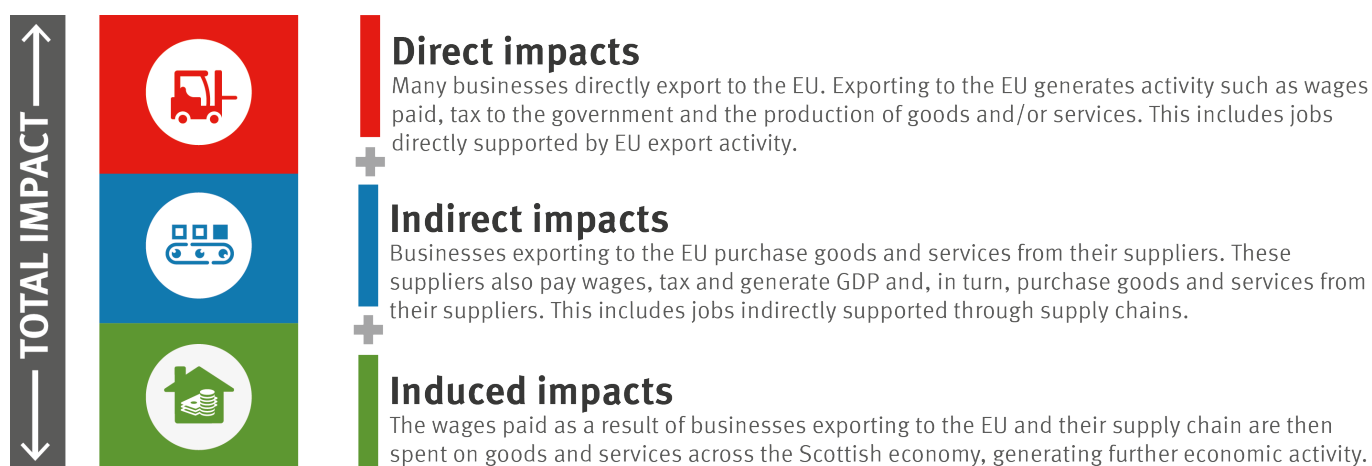 TOTAL IMPACT
Direct impacts
Many businesses directly export to the EU. Exporting to the EU generates activity such as wages
paid, tax to the government and the production of goods and/or services. This includes jobs
directly supported by EU export activity.
Indirect impacts
Businesses exporting to the EU purchase goods and services from their suppliers. These
suppliers also pay wages, tax and generate GDP and, in turn, purchase goods and services from
their suppliers. This includes jobs indirectly supported through supply chains.
Induced impacts
The wages paid as a result of businesses exporting to the EU and their supply chain are then
spent on goods and services across the Scottish economy, generating further economic activity.